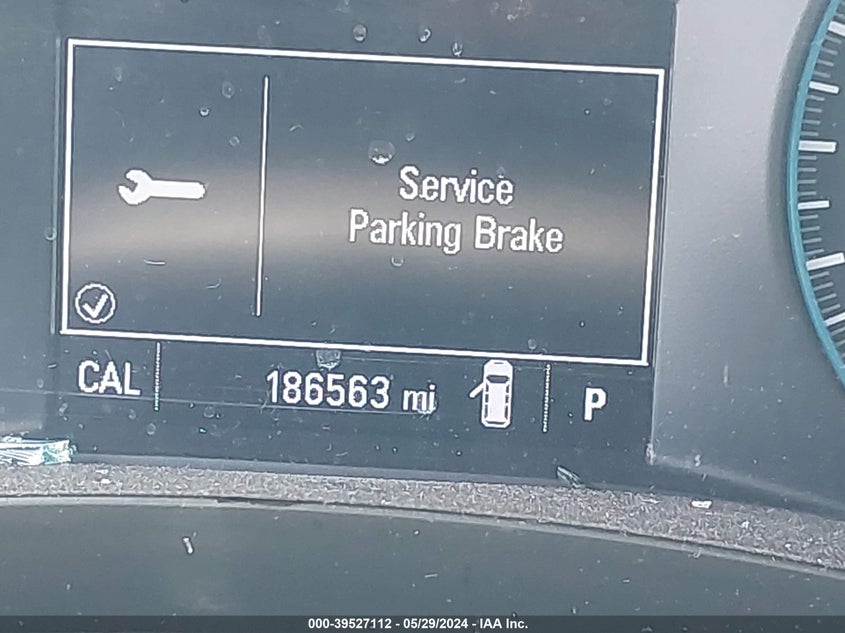 Service
Parking Brake
CAL 186563 mi P
000-39527112 - 05/29/2024 - IAA Inc.